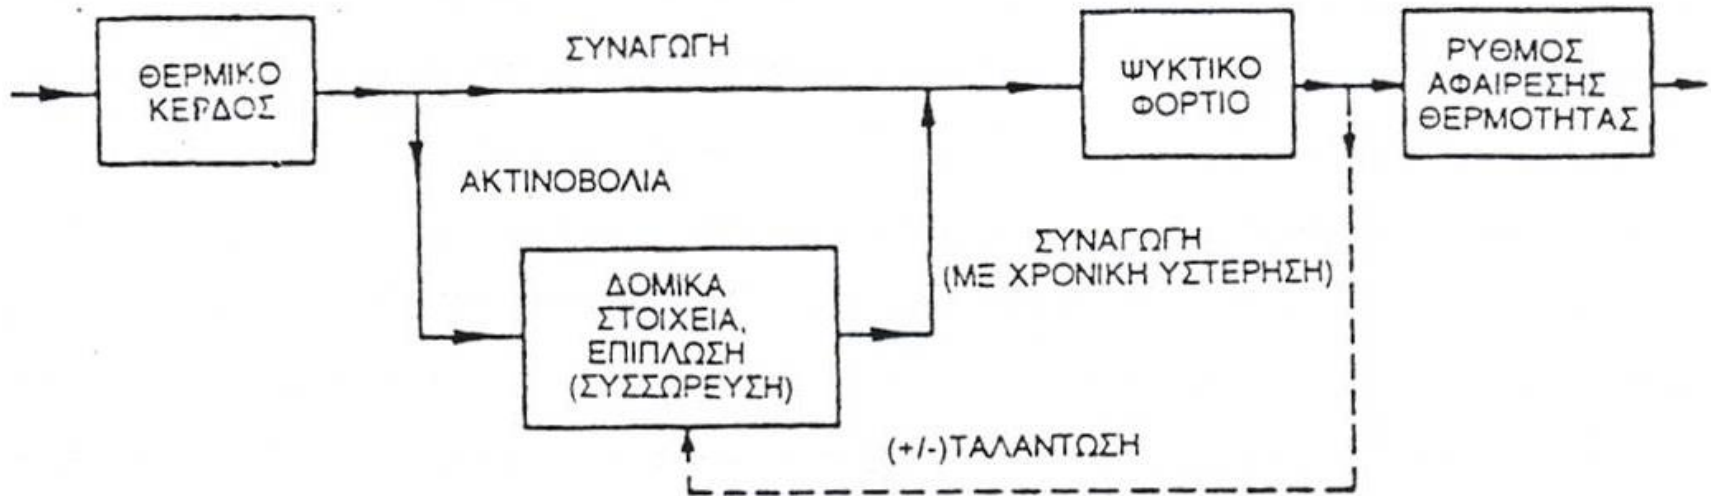 ΘΕΡΜΙΚΟ
ΚΕΡΔΟΣ
ΣΥΝΑΓΩΓΗ
ΑΚΤΙΝΟΒΟΛΙΑ
ΔΟΜΙΚΑ
ΣΤΟΙΧΕΙΑ,
ΕΠΙΠΛΩΣΗ
(ΣΥΣΣΩΡΕΥΣΗ)
ΣΥΝΑΓΩΓΗ
(ΜΕ ΧΡΟΝΙΚΗ ΥΣΤΕΡΗΣΗ)
ΨΥΚΤΙΚΟ
ΦΟΡΤΙΟ
ΡΥΘΜΟΣ
ΑΦΑΙΡΕΣΗΣ
ΘΕΡΜΟΤΗΤΑΣ
(+/-)ΤΑΛΑΝΤΩΣΗ